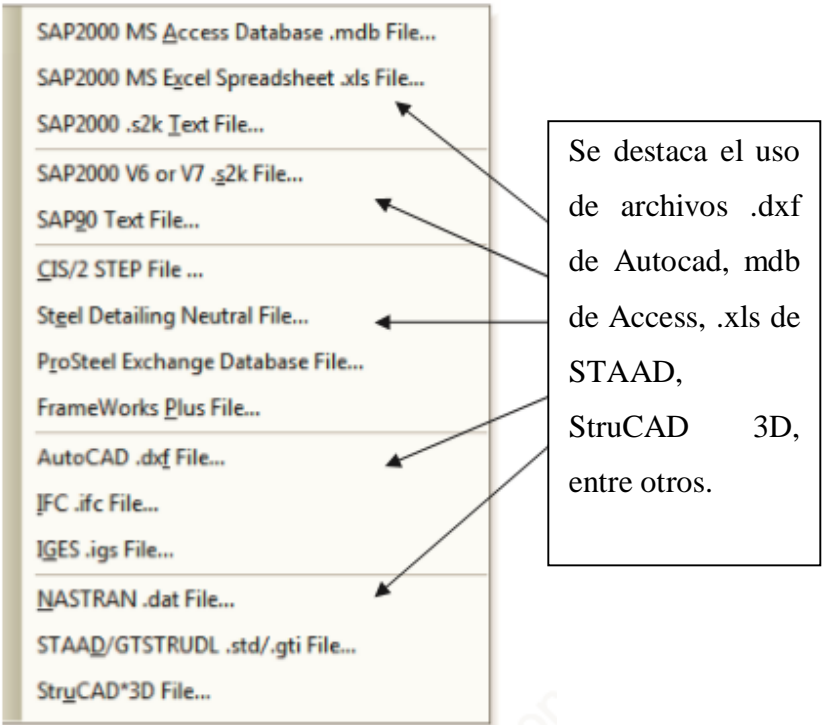 SAP2000 MS Access Database .mdb File...
SAP2000 MS Excel Spreadsheet .xls File...
SAP2000 .s2k Text File...
SAP2000 V6 or V7 .s2k File...
SAP90 Text File...
CIS/2 STEP File ...
Steel Detailing Neutral File...
ProSteel Exchange Database File...
FrameWorks Plus File...
AutoCAD .dxf File...
IFC .ifc File...
IGES .igs File...
NASTRAN .dat File...
STAAD/GTSTRUDL .std/.gti File...
StruCAD*3D File...
Se destaca el uso
de archivos .dxf
de Autocad, mdb
de Access, .xls de
STAAD,
StruCAD 3D,
entre otros.